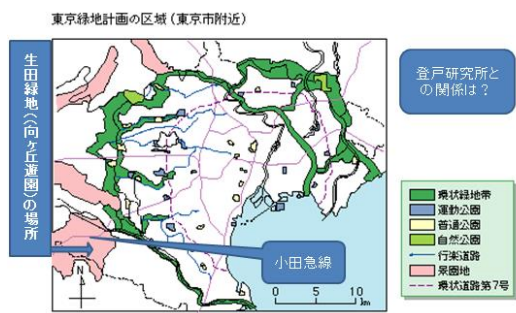 東京緑地計画の区域（東京市附近）
生田緑地（（向ヶ丘遊園）の場所
登戸研究所と
の関係は？
小田急線
環状緑地帯
運動公園
普通公園
自然公園
行楽道路
景園地
環状道路第7号
N
0 5 10
km